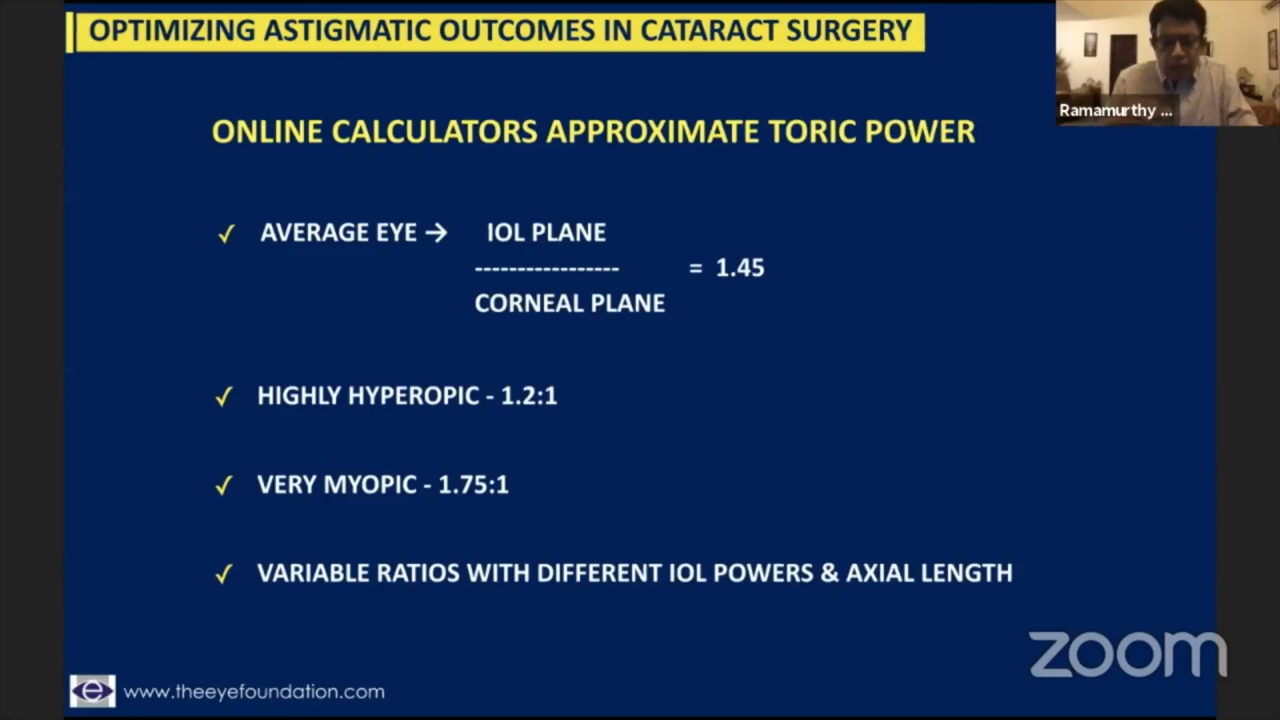 OPTIMIZING ASTIGMATIC OUTCOMES IN CATARACT SURGERY
Ramamurthy ...
ONLINE CALCULATORS APPROXIMATE TORIC POWER
✓ AVERAGE EYE → IOL PLANE
----------------- = 1.45
CORNEAL PLANE
✓ HIGHLY HYPEROPIC - 1.2:1
✓ VERY MYOPIC - 1.75:1
✓ VARIABLE RATIOS WITH DIFFERENT IOL POWERS & AXIAL LENGTH
zoom
e www.theeyefoundation.com